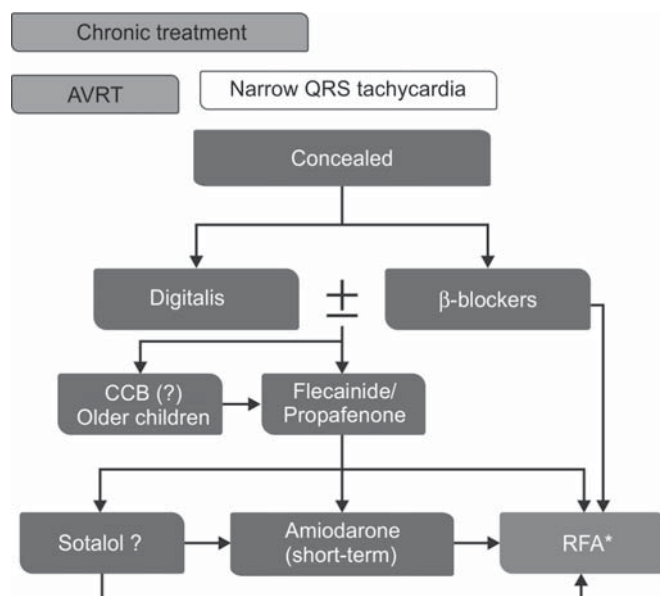 Chronic treatment
AVRT
Narrow QRS tachycardia
Concealed
Digitalis
±
β-blockers
CCB (?)
Older children
Flecainide/
Propafenone
Sotalol ?
Amiodarone
(short-term)
RFA*